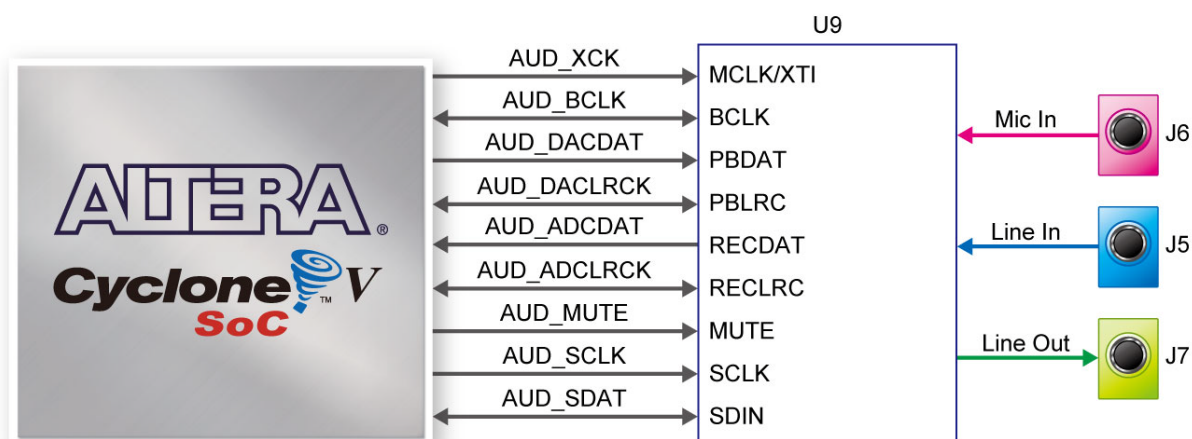 U9
AUD_XCK MCLK/XTI
AUD_BCLK BCLK
AUD_DACDAT PBDAT
AUD_DACLRCK PBLRC
AUD_ADCDAT RECDAT
AUD_ADCLRCK RECLRC
AUD_MUTE MUTE
AUD_SCLK SCLK
AUD_SDAT SDIN
ALTERA®
Cyclone™ V
SoC
Mic In J6
Line In J5
Line Out J7